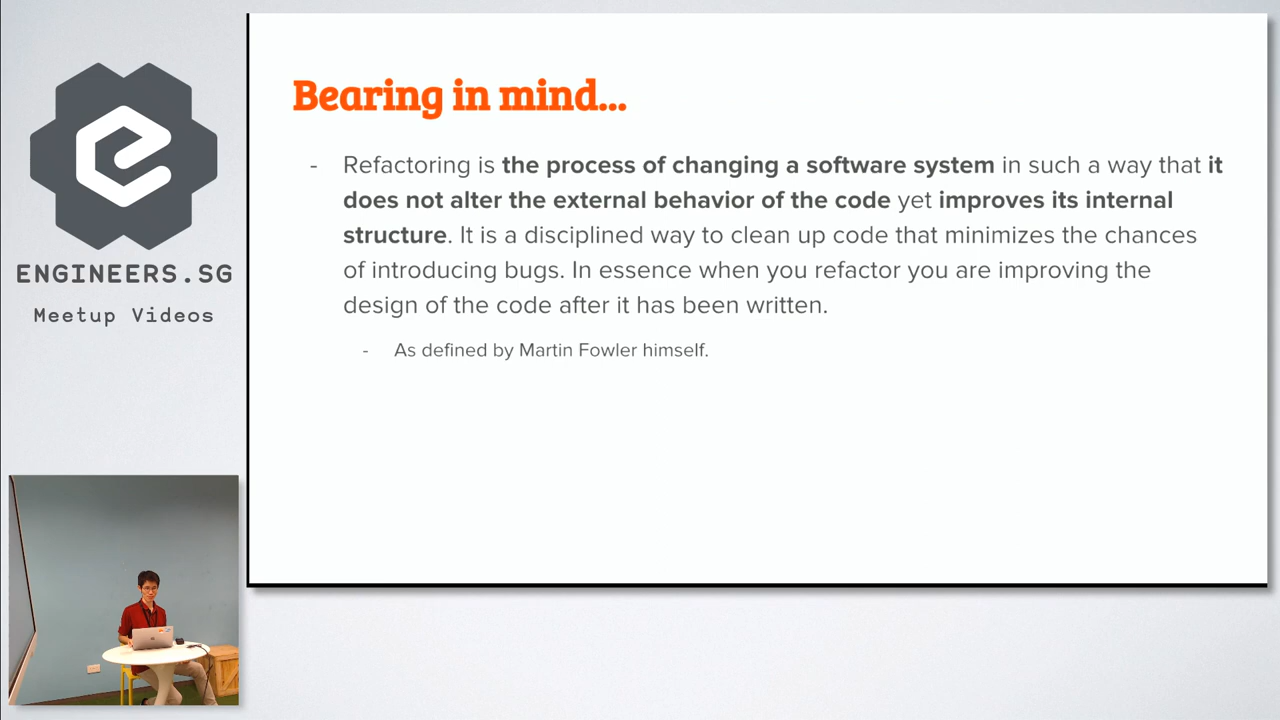 ENGINEERS.SG
Meetup Videos
Bearing in mind...
- Refactoring is the process of changing a software system in such a way that it
does not alter the external behavior of the code yet improves its internal
structure. It is a disciplined way to clean up code that minimizes the chances
of introducing bugs. In essence when you refactor you are improving the
design of the code after it has been written.
- As defined by Martin Fowler himself.